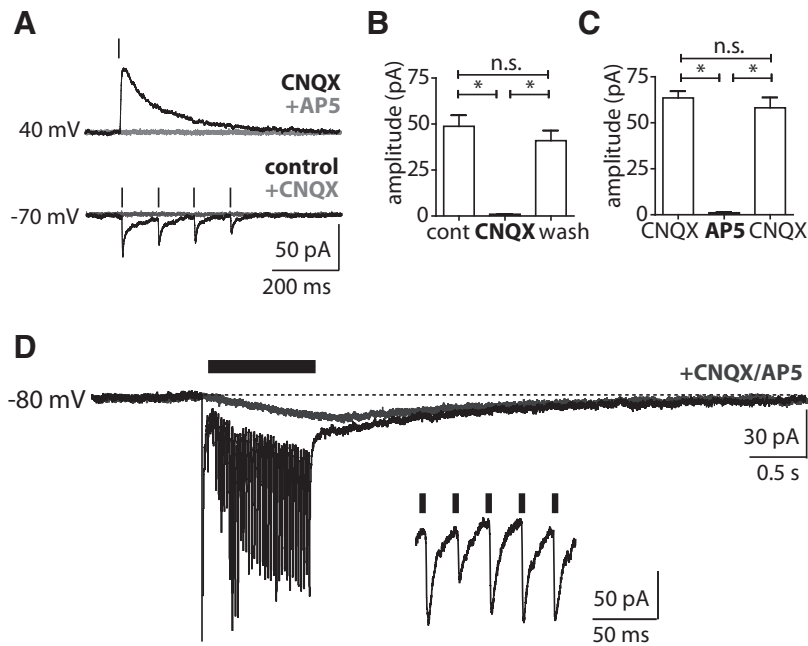 A
CNQX
+AP5
40 mV
control
+CNQX
-70 mV
50 pA
200 ms
B
amplitude (pA)
75
50
25
0
n.s.
* *
cont CNQX wash
C
amplitude (pA)
75
50
25
0
n.s.
* *
CNQX AP5 CNQX
D
+CNQX/AP5
-80 mV
30 pA
0.5 s
50 pA
50 ms